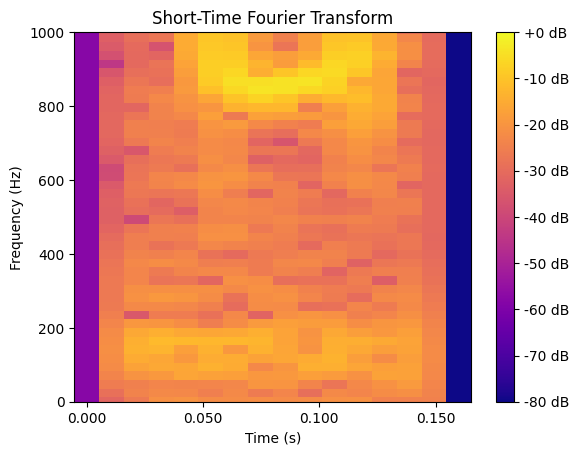 Short-Time Fourier Transform
Frequency (Hz)
1000
800
600
400
200
0
0.000
0.050
0.100
0.150
Time (s)
+0 dB
-10 dB
-20 dB
-30 dB
-40 dB
-50 dB
-60 dB
-70 dB
-80 dB